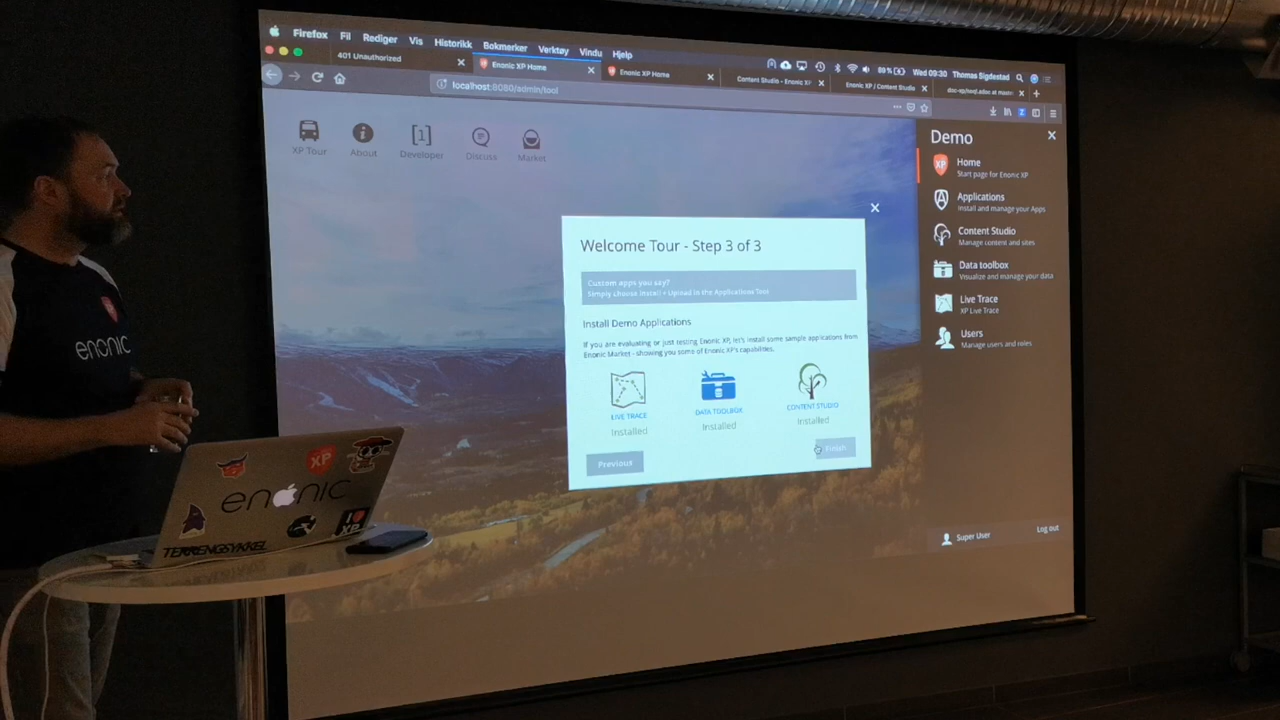 Firefox Fil Rediger Vis Historikk Bokmerker Verktøy Vindu Hjelp
89% Wed 09:30 Thomas Sigdestad
401 Unauthorized
Enonic XP Home
Enonic XP Home
Content Studio - Enonic XP
Enonic XP / Content Studio
localhost:8080/admin/tool
XP Tour
About
[1]
Developer
Discuss
Market
Welcome Tour - Step 3 of 3
Custom apps you say?
Simply choose Install + Upload in the Applications Tool
Install Demo Applications
If you are evaluating or just testing Enonic XP, let's install some sample applications from
Enonic Market - showing you some of Enonic XP's capabilities.
LIVE TRACE
Installed
DATA TOOLBOX
Installed
CONTENT STUDIO
Installed
Previous
Finish
Demo
XP
Home
Start page for Enonic XP
Applications
Install and manage your Apps
Content Studio
Manage content and sites
Data toolbox
Visualize and manage your data
Live Trace
XP Live Trace
Users
Manage users and roles
Super User
Log out
enonic
XP
enonic
I XP
TERRENGSYKKEL